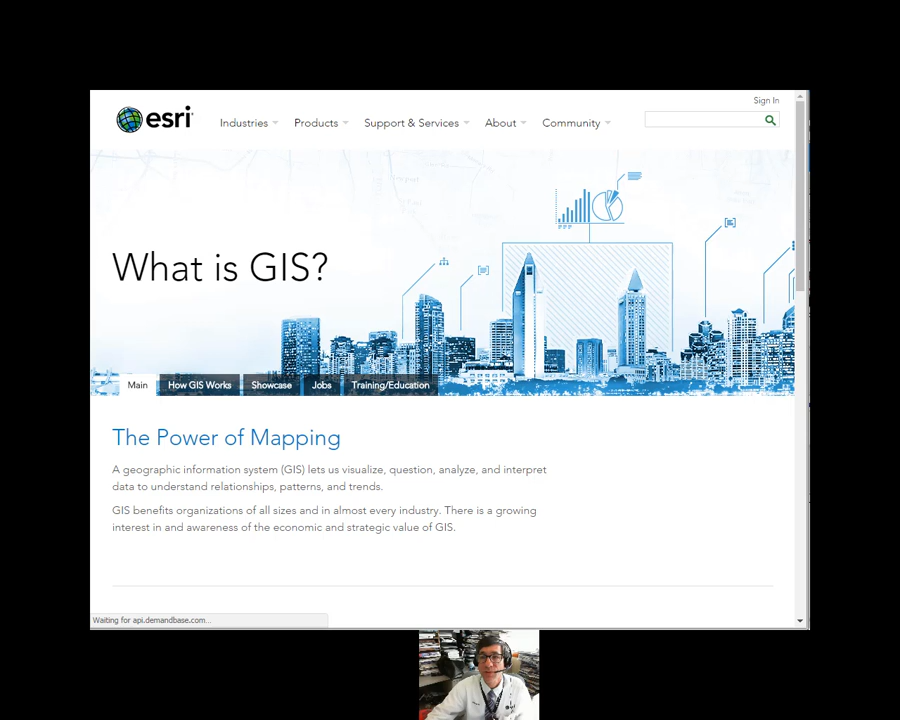 Sign In
esri
Industries Products Support & Services About Community
What is GIS?
Main How GIS Works Showcase Jobs Training/Education
The Power of Mapping
A geographic information system (GIS) lets us visualize, question, analyze, and interpret
data to understand relationships, patterns, and trends.
GIS benefits organizations of all sizes and in almost every industry. There is a growing
interest in and awareness of the economic and strategic value of GIS.
Waiting for api.demandbase.com...